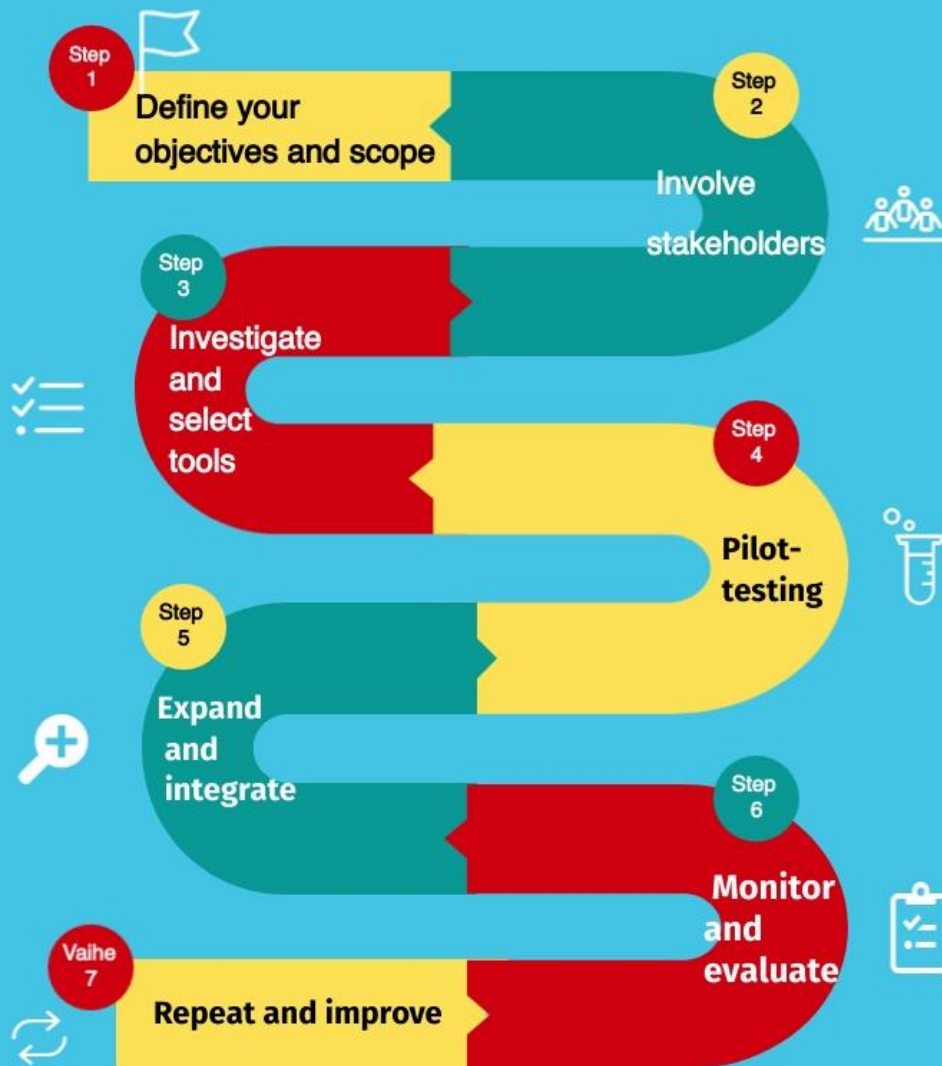 Step
1
Define your
objectives and scope
Step
2
Involve
stakeholders
Step
3
Investigate
and
select
tools
Step
4
Pilot-
testing
Step
5
Expand
and
integrate
Step
6
Monitor
and
evaluate
Vaihe
7
Repeat and improve